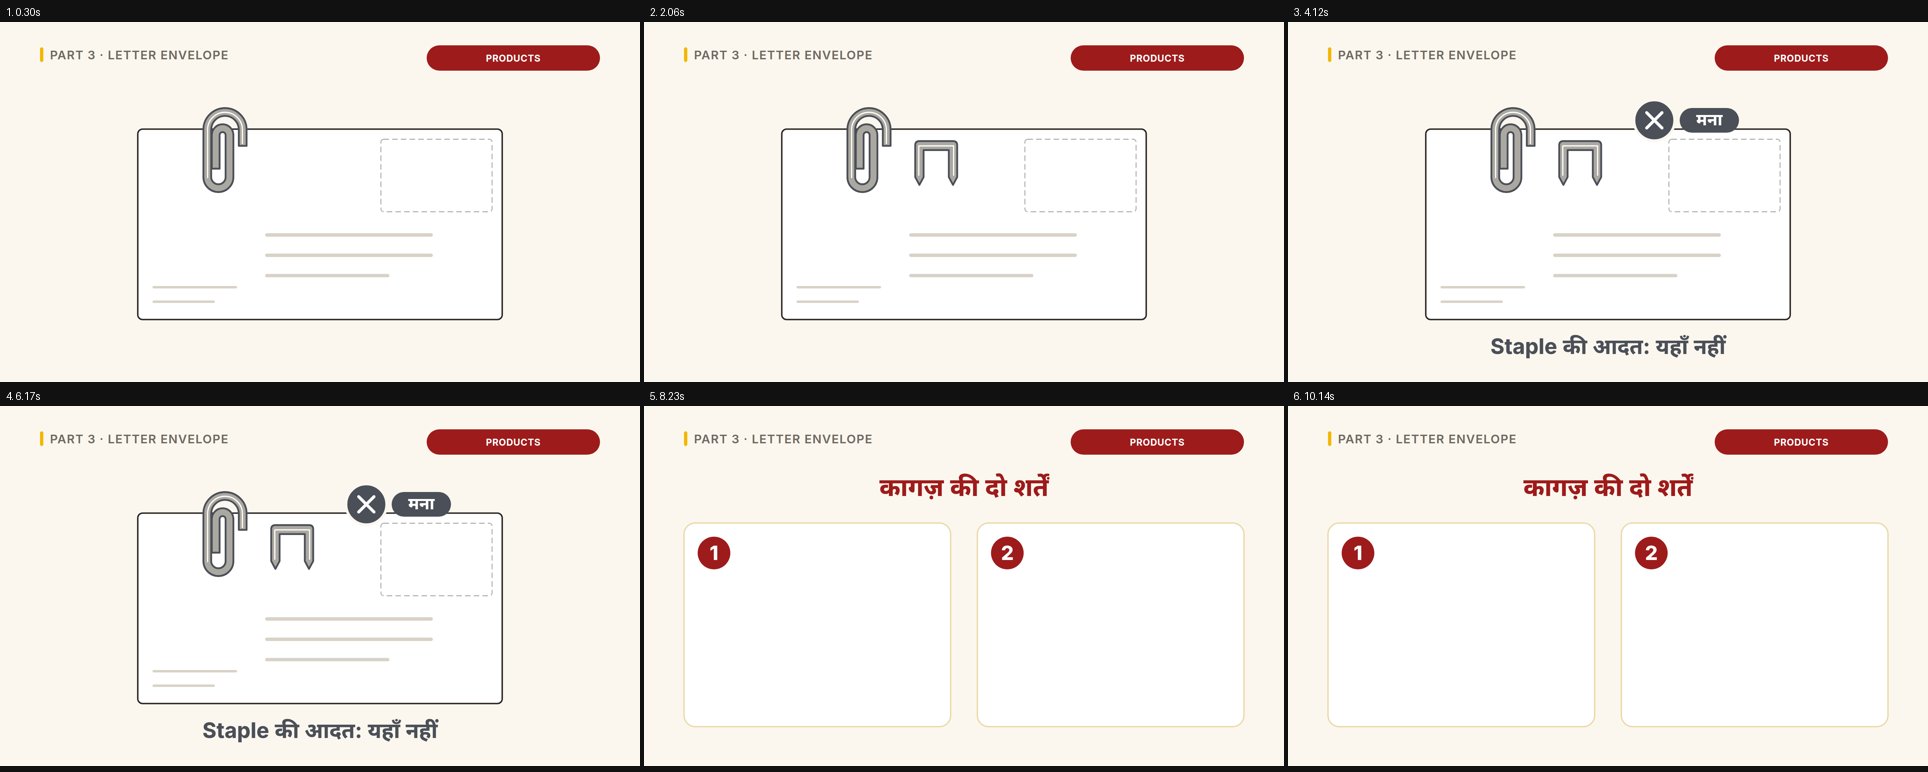 1. 0.30s
PART 3 · LETTER ENVELOPE
PRODUCTS
2. 2.06s
PART 3 · LETTER ENVELOPE
PRODUCTS
3. 4.12s
PART 3 · LETTER ENVELOPE
PRODUCTS
मना
Staple की आदत: यहाँ नहीं
4. 6.17s
PART 3 · LETTER ENVELOPE
PRODUCTS
मना
Staple की आदत: यहाँ नहीं
5. 8.23s
PART 3 · LETTER ENVELOPE
PRODUCTS
कागज़ की दो शर्तें
1
2
6. 10.14s
PART 3 · LETTER ENVELOPE
PRODUCTS
कागज़ की दो शर्तें
1
2